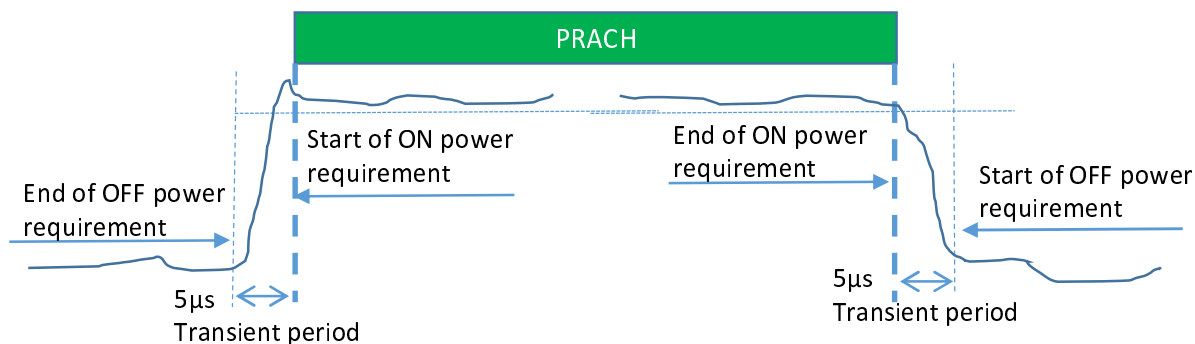 PRACH
Start of ON power
requirement
End of ON power
requirement
End of OFF power
requirement
Start of OFF power
requirement
5µs
Transient period
5µs
Transient period